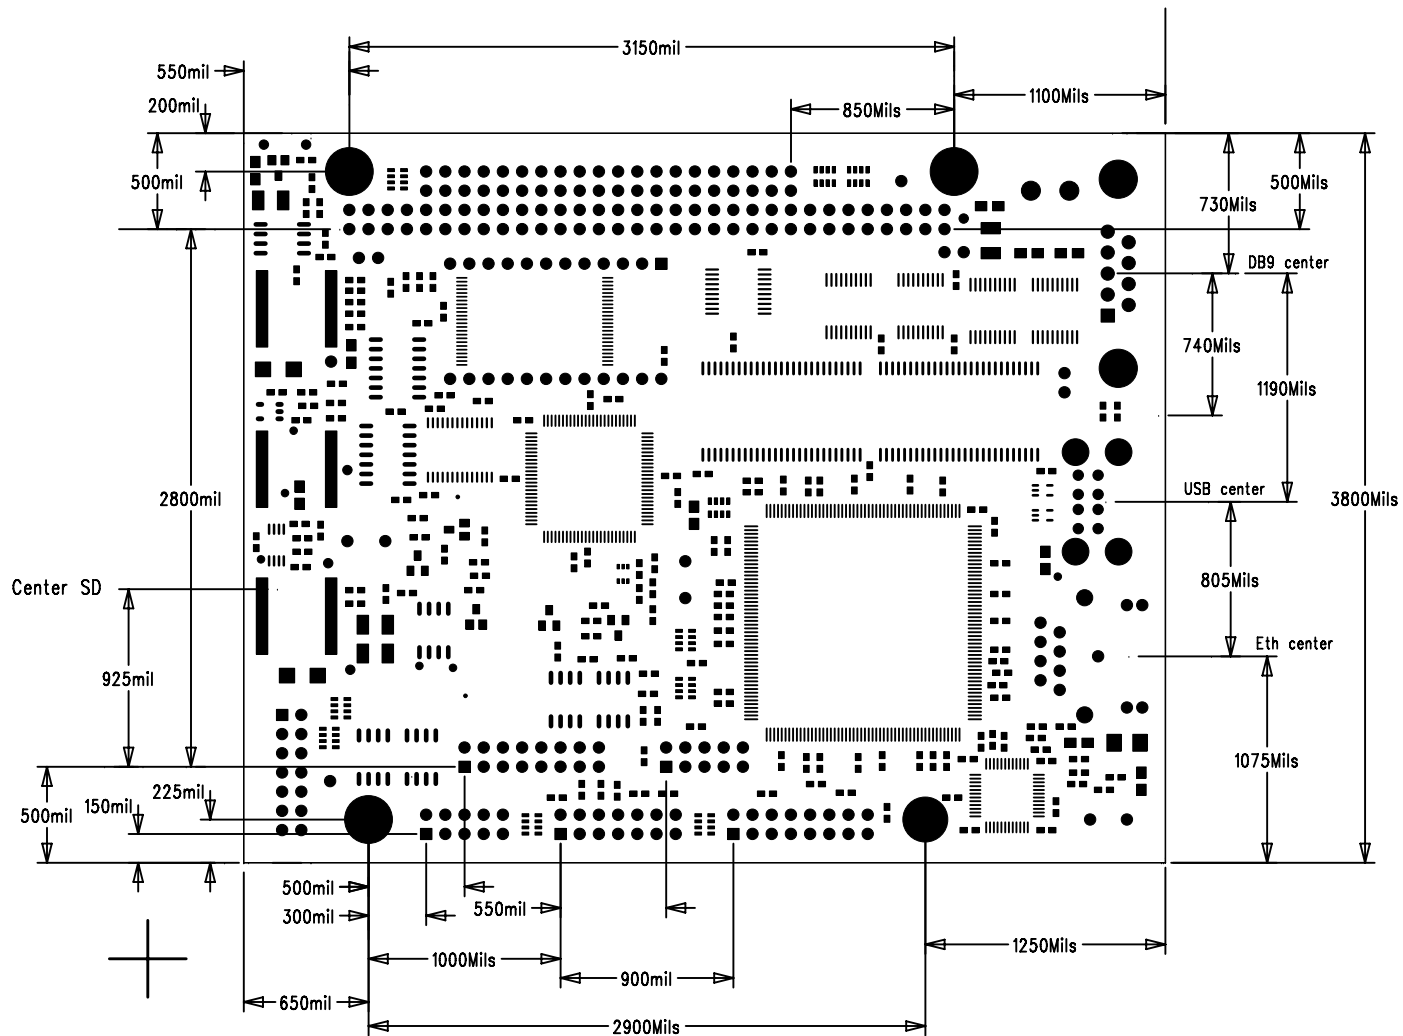 3150mil
550mil
1100Mils
200mil
850Mils
500mil
500Mils
730Mils
DB9 center
740Mils
1190Mils
2800mil
USB center
3800Mils
Center SD
805Mils
Eth center
925mil
1075Mils
225mil
150mil
500mil
500mil
300mil
550mil
1250Mils
1000Mils
900mil
650mil
2900Mils